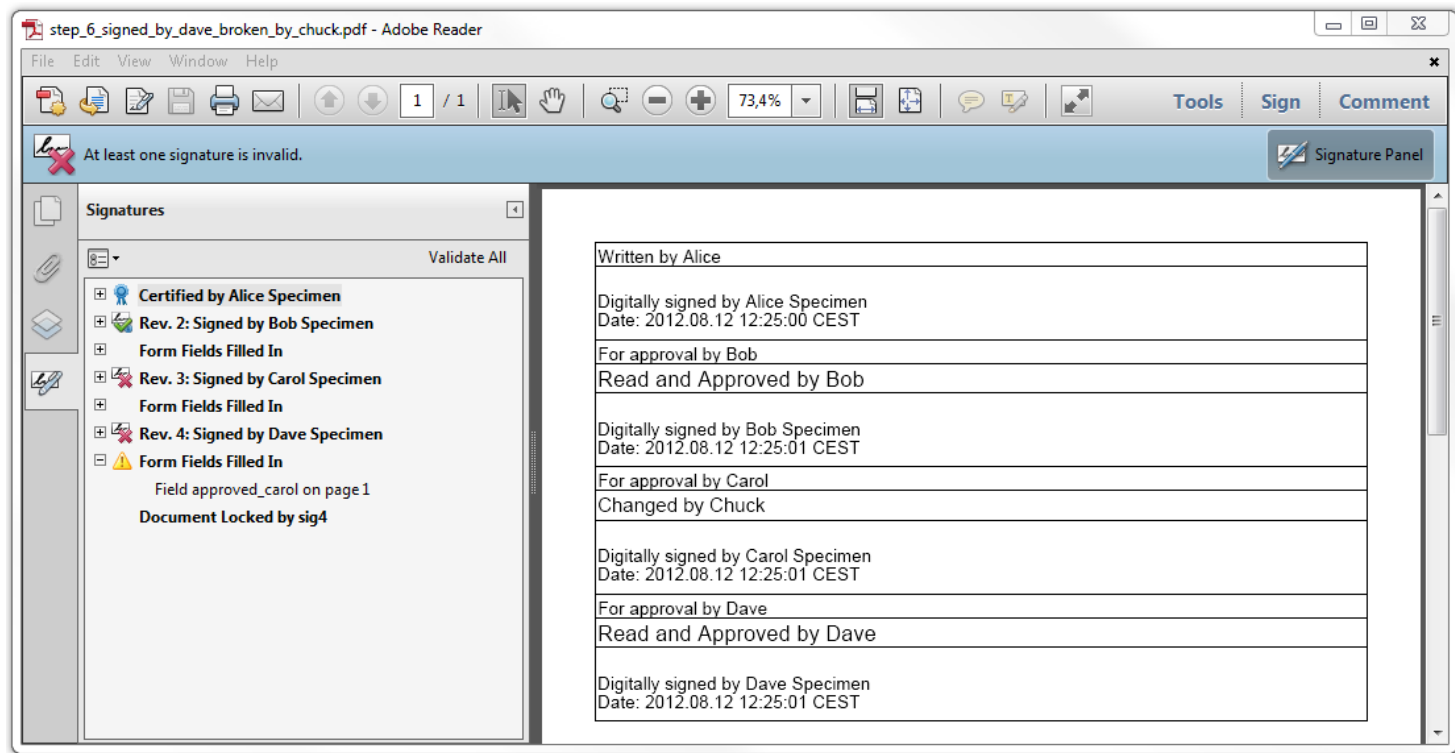 step_6_signed_by_dave_broken_by_chuck.pdf - Adobe Reader
File Edit View Window Help
1 / 1 73,4% Tools Sign Comment
At least one signature is invalid. Signature Panel
Signatures
Validate All
Certified by Alice Specimen
Rev. 2: Signed by Bob Specimen
Form Fields Filled In
Rev. 3: Signed by Carol Specimen
Form Fields Filled In
Rev. 4: Signed by Dave Specimen
Form Fields Filled In
Field approved_carol on page 1
Document Locked by sig4
Written by Alice
Digitally signed by Alice Specimen
Date: 2012.08.12 12:25:00 CEST
For approval by Bob
Read and Approved by Bob
Digitally signed by Bob Specimen
Date: 2012.08.12 12:25:01 CEST
For approval by Carol
Changed by Chuck
Digitally signed by Carol Specimen
Date: 2012.08.12 12:25:01 CEST
For approval by Dave
Read and Approved by Dave
Digitally signed by Dave Specimen
Date: 2012.08.12 12:25:01 CEST